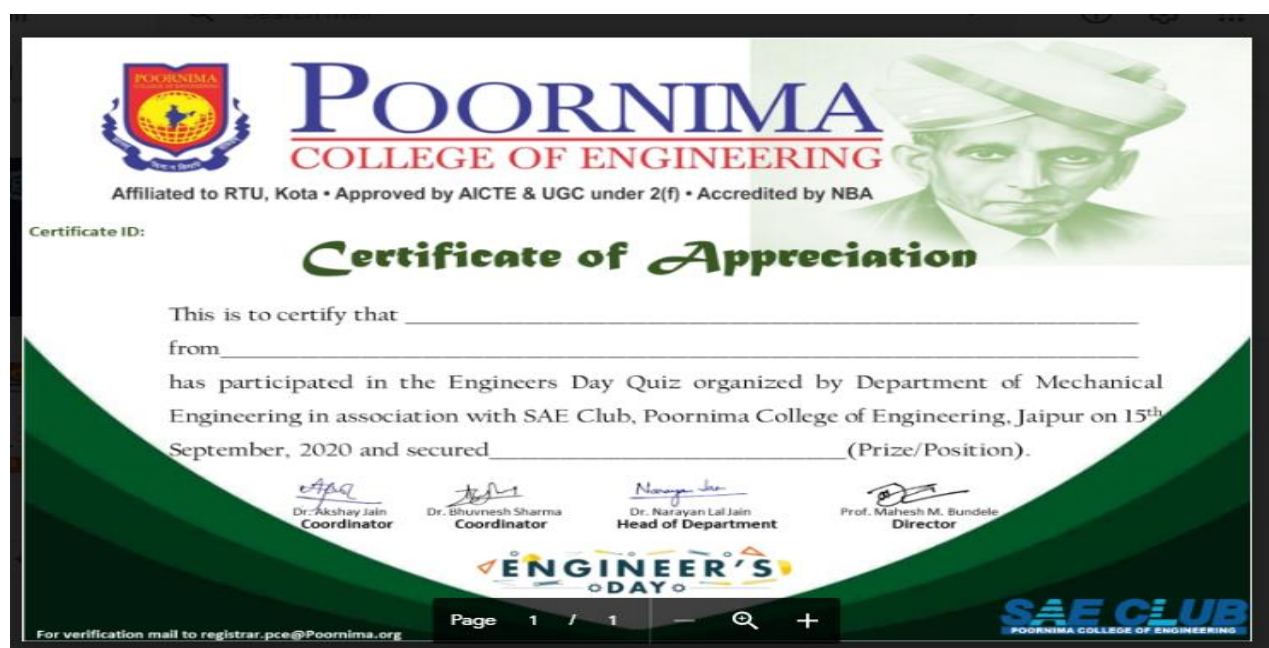 POORNIMA
POORNIMA
COLLEGE OF ENGINEERING
Affiliated to RTU, Kota • Approved by AICTE & UGC under 2(f) • Accredited by NBA
Certificate ID:
Certificate of Appreciation
This is to certify that
from
has participated in the Engineers Day Quiz organized by Department of Mechanical
Engineering in association with SAE Club, Poornima College of Engineering, Jaipur on 15th
September, 2020 and secured (Prize/Position).
Dr. Akshay Jain
Coordinator
Dr. Bhuvnesh Sharma
Coordinator
Narayan
Dr. Narayan Lal Jain
Head of Department
Prof. Mahesh M. Bundele
Director
ENGINEER'S
DAY
Page 1 / 1
SAE CLUB
POORNIMA COLLEGE OF ENGINEERING
For verification mail to registrar.pce@Poornima.org